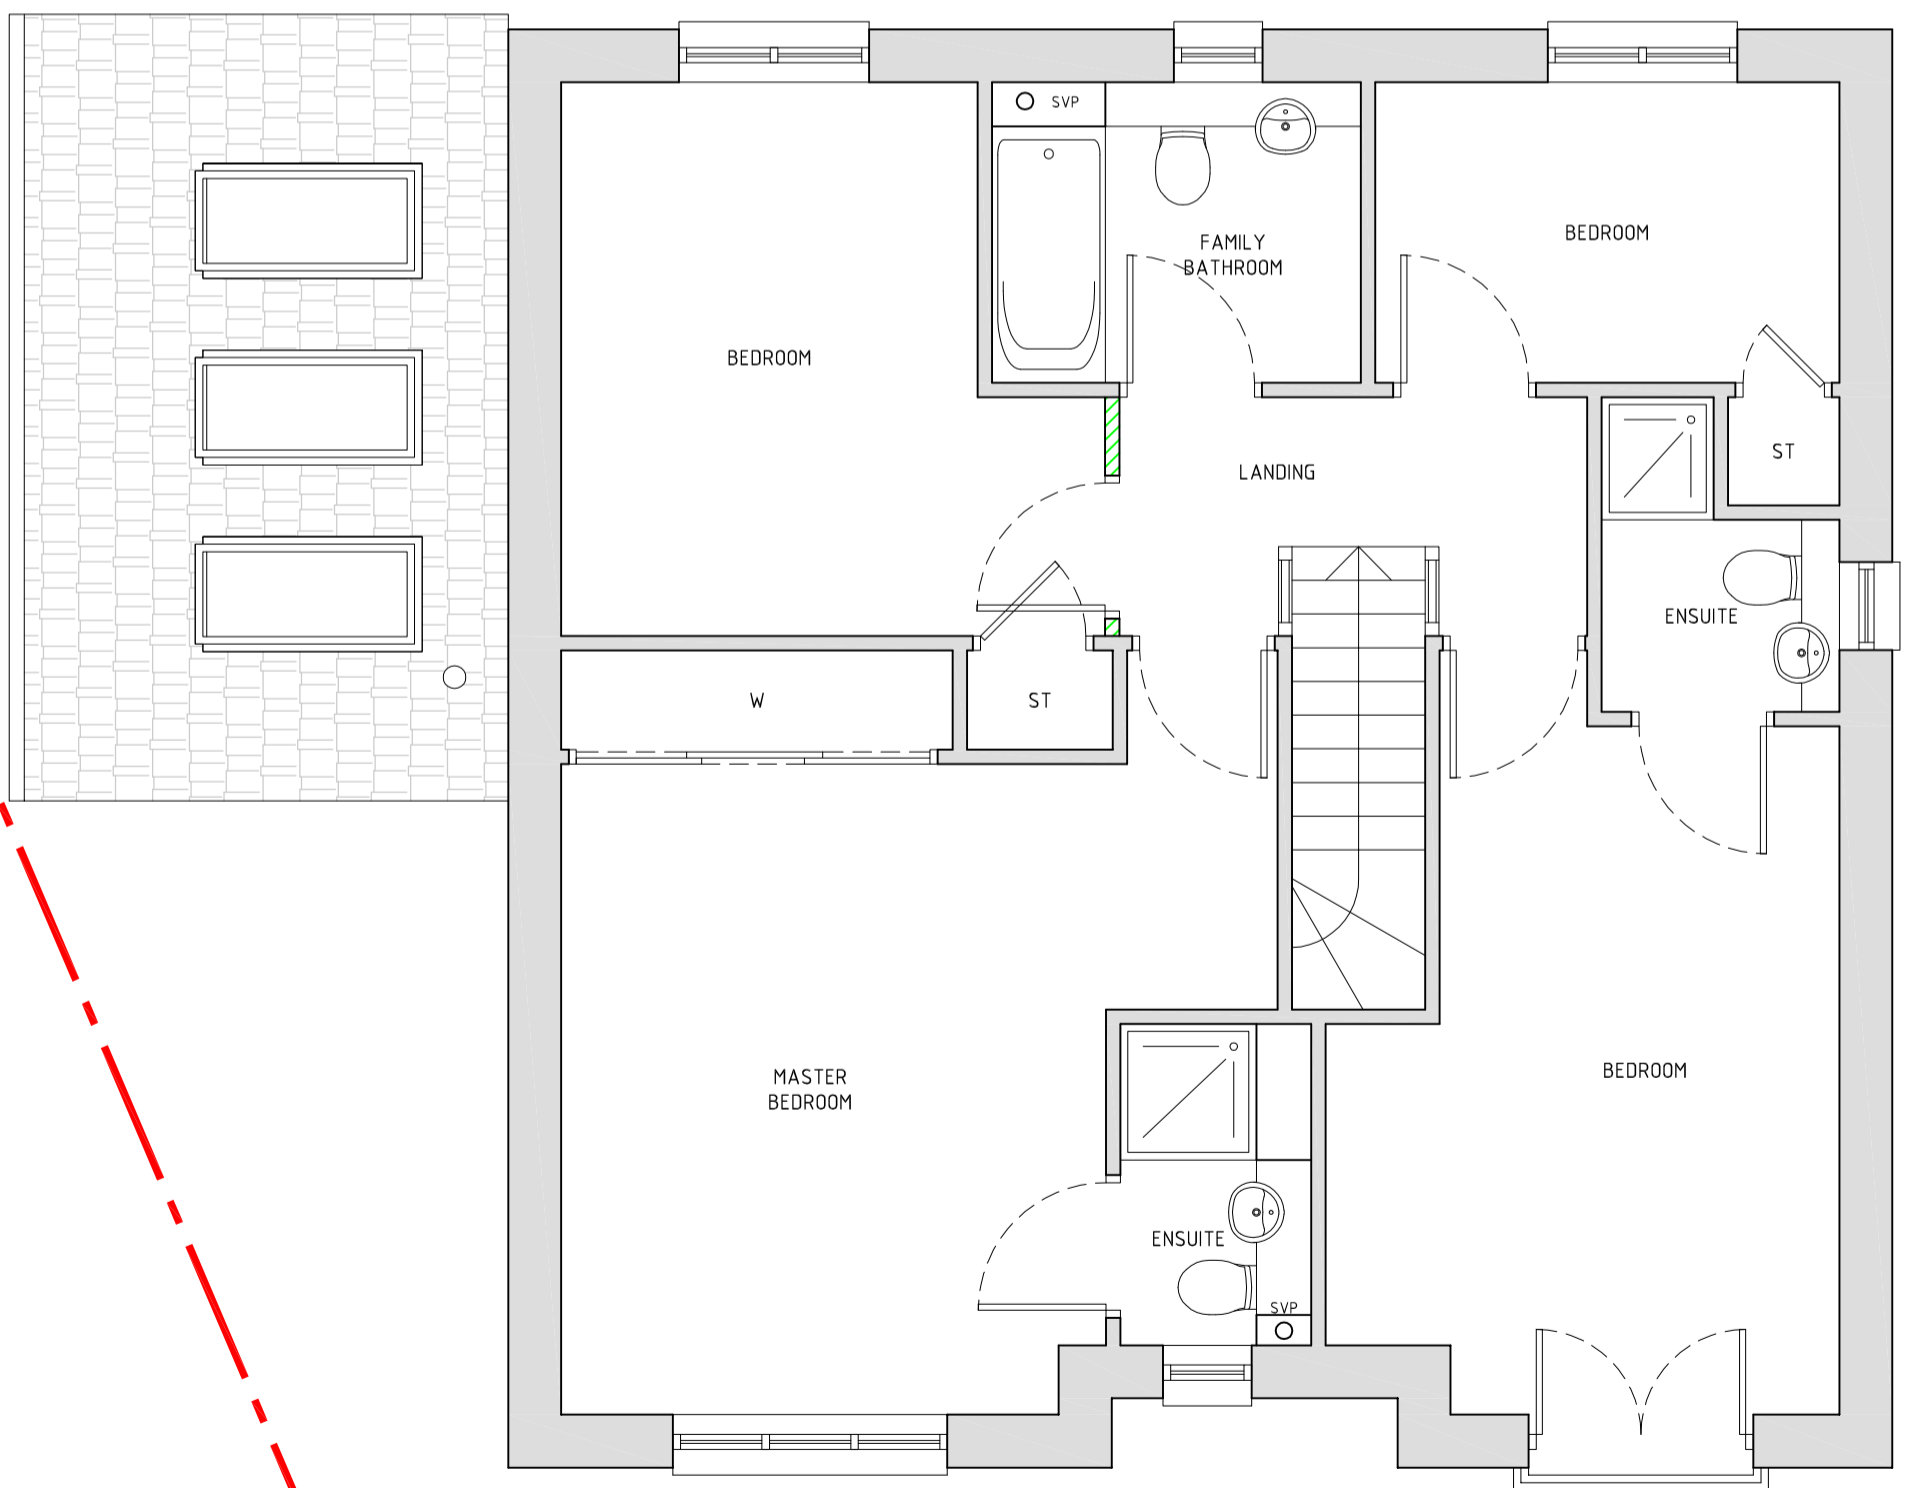 SVP
FAMILY
BATHROOM
BEDROOM
BEDROOM
LANDING
ST
ENSUITE
W
ST
MASTER
BEDROOM
BEDROOM
ENSUITE
SVP